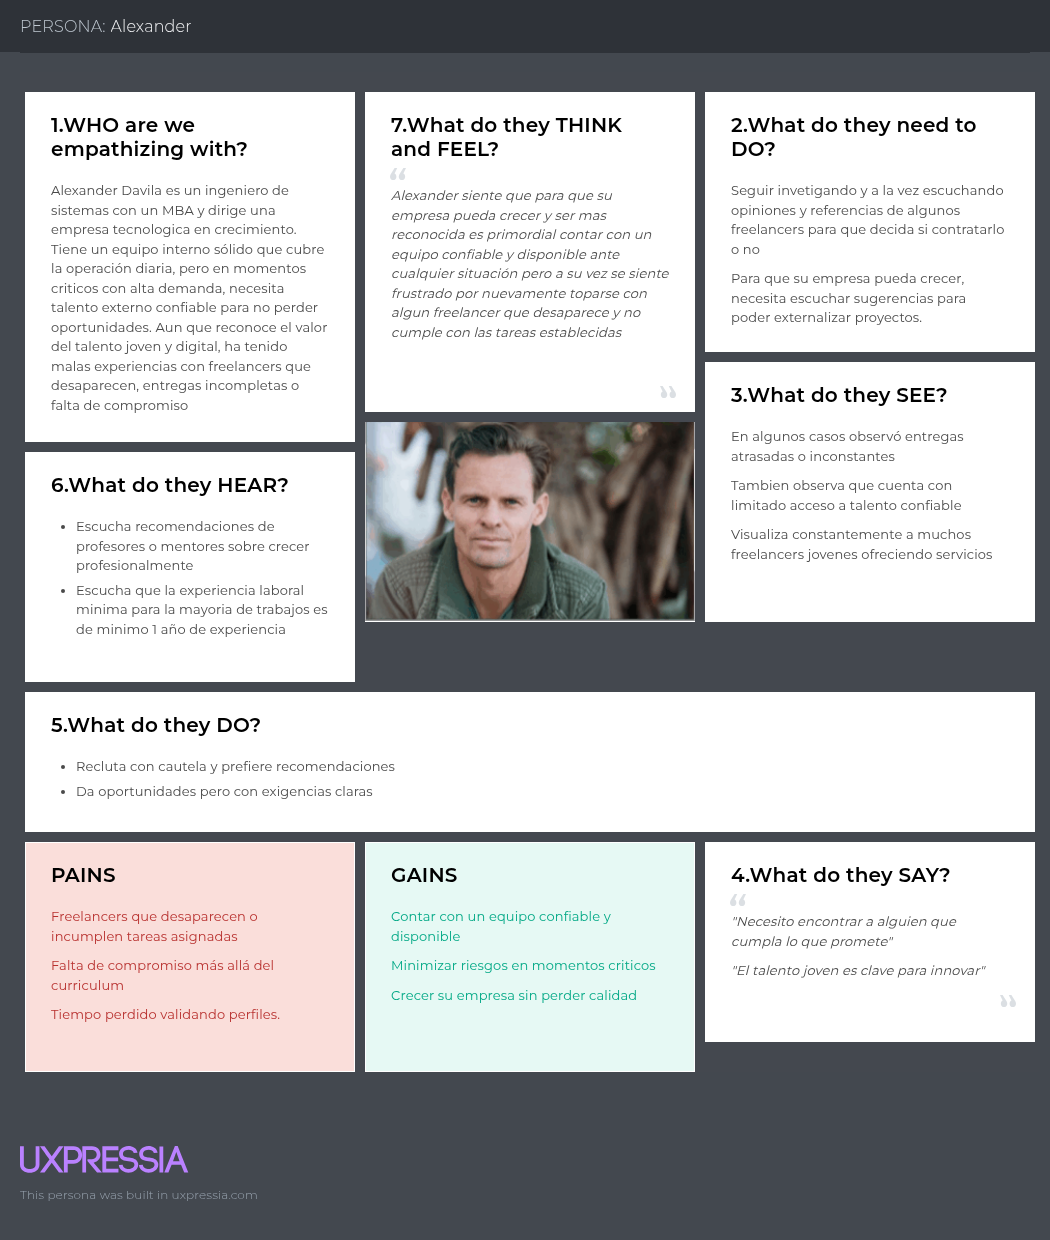 PERSONA: Alexander
1.WHO are we
empathizing with?
Alexander Davila es un ingeniero de
sistemas con un MBA y dirige una
empresa tecnologica en crecimiento.
Tiene un equipo interno sólido que cubre
la operación diaria, pero en momentos
criticos con alta demanda, necesita
talento externo confiable para no perder
oportunidades. Aun que reconoce el valor
del talento joven y digital, ha tenido
malas experiencias con freelancers que
desaparecen, entregas incompletas o
falta de compromiso
7.What do they THINK
and FEEL?
“
Alexander siente que para que su
empresa pueda crecer y ser mas
reconocida es primordial contar con un
equipo confiable y disponible ante
cualquier situación pero a su vez se siente
frustrado por nuevamente toparse con
algun freelancer que desaparece y no
cumple con las tareas establecidas
”
2.What do they need to
DO?
Seguir invetigando y a la vez escuchando
opiniones y referencias de algunos
freelancers para que decida si contratarlo
o no
Para que su empresa pueda crecer,
necesita escuchar sugerencias para
poder externalizar proyectos.
3.What do they SEE?
En algunos casos observó entregas
atrasadas o inconstantes
Tambien observa que cuenta con
limitado acceso a talento confiable
Visualiza constantemente a muchos
freelancers jovenes ofreciendo servicios
6.What do they HEAR?
• Escucha recomendaciones de
profesores o mentores sobre crecer
profesionalmente
• Escucha que la experiencia laboral
minima para la mayoria de trabajos es
de minimo 1 año de experiencia
5.What do they DO?
• Recluta con cautela y prefiere recomendaciones
• Da oportunidades pero con exigencias claras
PAINS
Freelancers que desaparecen o
incumplen tareas asignadas
Falta de compromiso más allá del
curriculum
Tiempo perdido validando perfiles.
GAINS
Contar con un equipo confiable y
disponible
Minimizar riesgos en momentos criticos
Crecer su empresa sin perder calidad
4.What do they SAY?
“
"Necesito encontrar a alguien que
cumpla lo que promete"
"El talento joven es clave para innovar"
”
UXPRESSIA
This persona was built in uxpressia.com